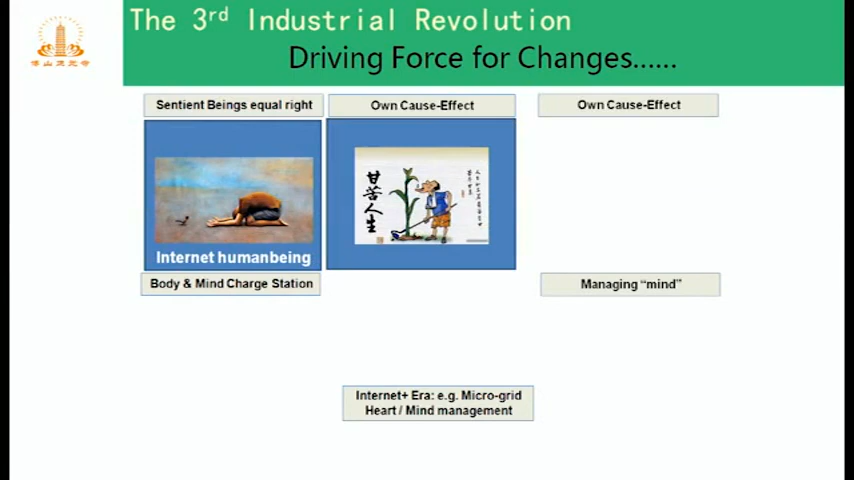 The 3rd Industrial Revolution
Driving Force for Changes......
Sentient Beings equal right
Own Cause-Effect
Own Cause-Effect
甘苦人生
Internet humanbeing
Body & Mind Charge Station
Managing “mind”
Internet+ Era: e.g. Micro-grid
Heart / Mind management